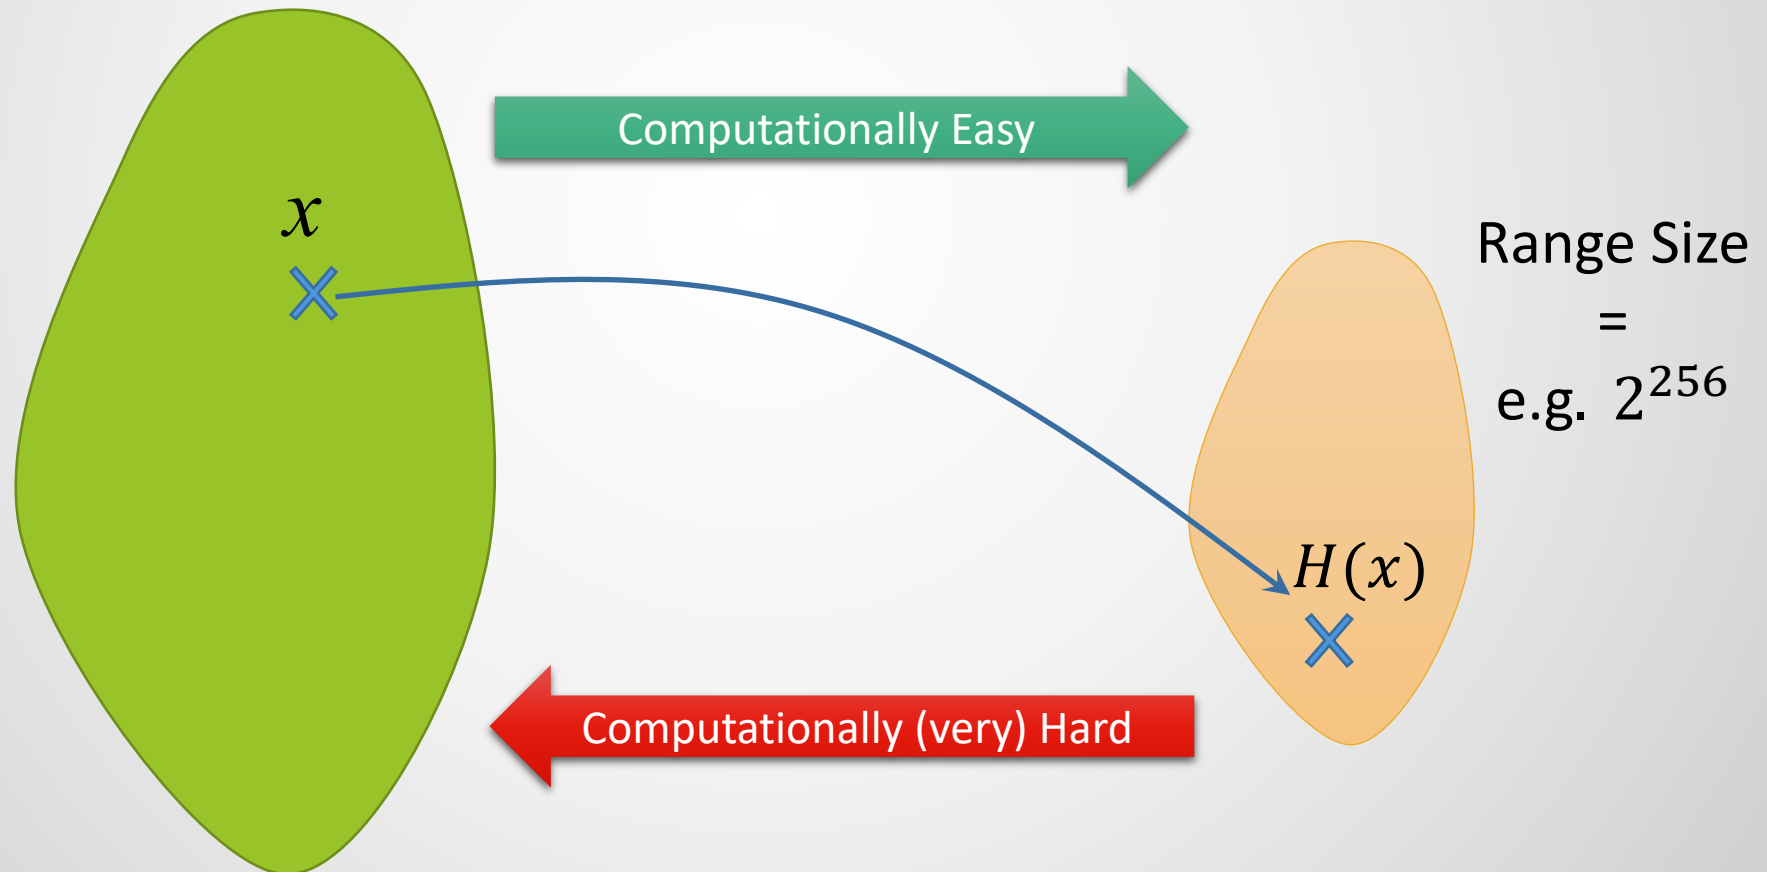 Computationally Easy
x
Range Size
=
e.g. 2^256
H(x)
Computationally (very) Hard